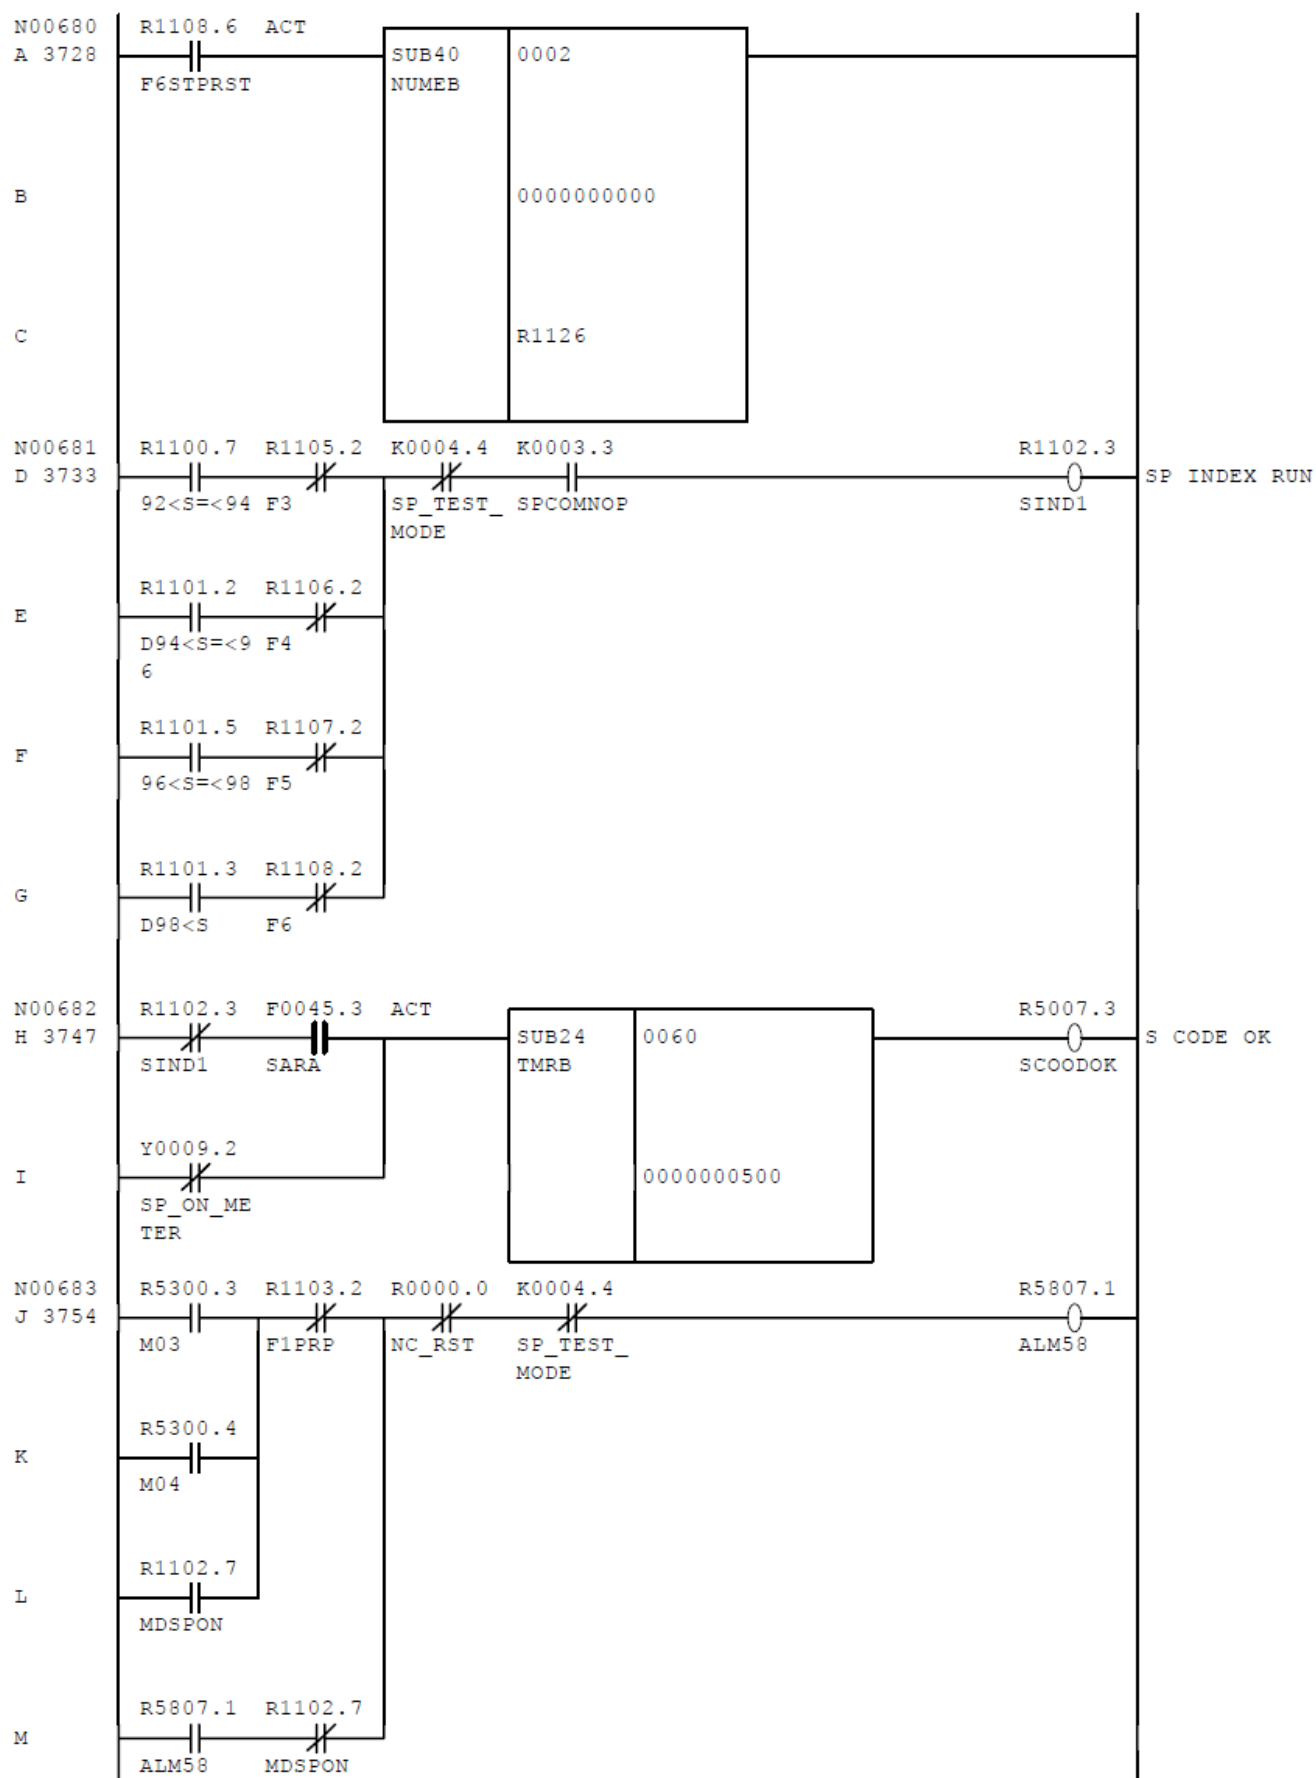 N00680 R1108.6 ACT
A 3728 SUB40 0002
F6STPRST NUMEB
B 0000000000
C R1126
N00681 R1100.7 R1105.2 K0004.4 K0003.3 R1102.3
D 3733 SP INDEX RUN
92<S=<94 F3 SP_TEST_ SPCOMNOP SIND1
MODE
R1101.2 R1106.2
E
D94<S=<9 F4
6
R1101.5 R1107.2
F
96<S=<98 F5
R1101.3 R1108.2
G
D98<S F6
N00682 R1102.3 F0045.3 ACT R5007.3
H 3747 SUB24 0060 S CODE OK
SIND1 SARA TMRB SCOODOK
Y0009.2
I 0000000500
SP_ON_ME
TER
N00683 R5300.3 R1103.2 R0000.0 K0004.4 R5807.1
J 3754
M03 F1PRP NC_RST SP_TEST_ ALM58
MODE
R5300.4
K
M04
R1102.7
L
MDSPON
R5807.1 R1102.7
M
ALM58 MDSPON